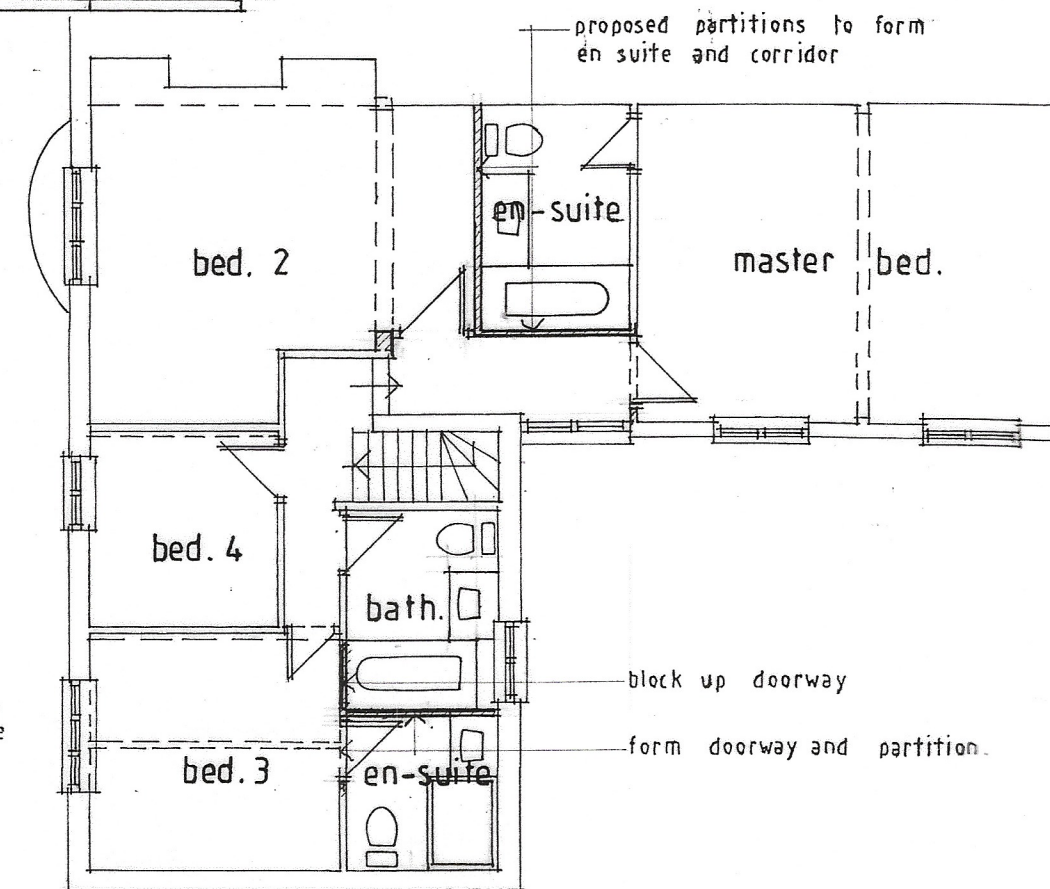 proposed partitions to form
en suite and corridor
en-suite
bed. 2
master bed.
bed. 4
bath.
block up doorway
form doorway and partition.
bed. 3
en-suite